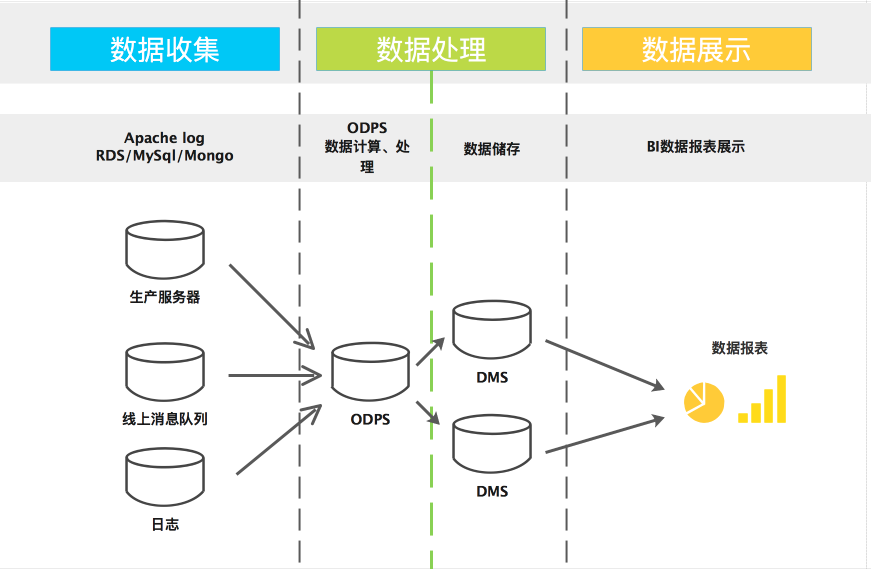 数据收集
数据处理
数据展示
Apache log
RDS/MySql/Mongo
ODPS
数据计算、处
理
数据储存
BI数据报表展示
生产服务器
线上消息队列
日志
ODPS
DMS
DMS
数据报表